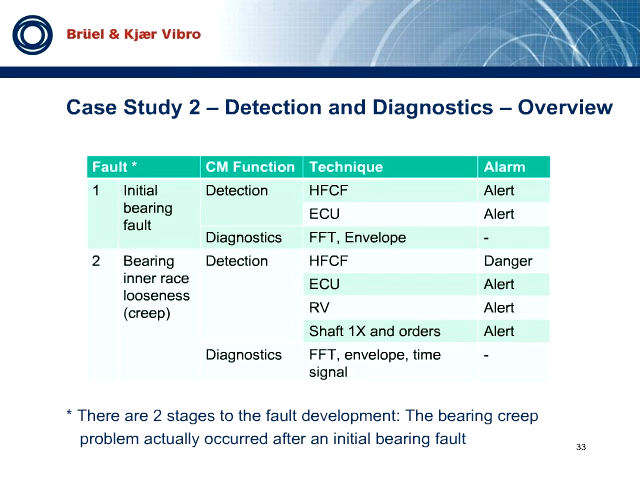 Brüel & Kjær Vibro
Case Study 2 – Detection and Diagnostics – Overview
Fault * CM Function Technique Alarm
1 Initial bearing fault Detection HFCF Alert
ECU Alert
Diagnostics FFT, Envelope -
2 Bearing inner race looseness (creep) Detection HFCF Danger
ECU Alert
RV Alert
Shaft 1X and orders Alert
Diagnostics FFT, envelope, time signal -
* There are 2 stages to the fault development: The bearing creep
problem actually occurred after an initial bearing fault
33